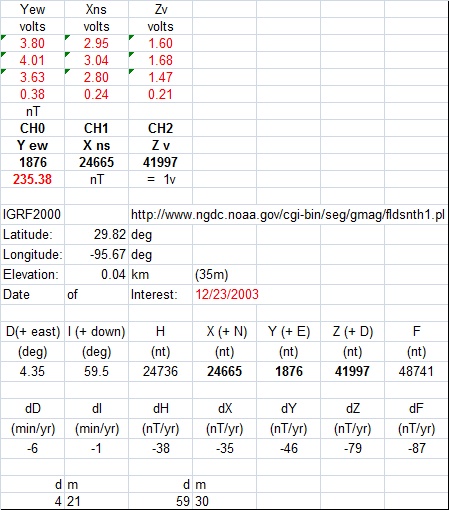 Yew Xns Zv
volts volts volts
3.80 2.95 1.60
4.01 3.04 1.68
3.63 2.80 1.47
0.38 0.24 0.21
nT
CH0 CH1 CH2
Y ew X ns Z v
1876 24665 41997
235.38 nT = 1v
IGRF2000 http://www.ngdc.noaa.gov/cgi-bin/seg/gmag/fldsnth1.pl
Latitude: 29.82 deg
Longitude: -95.67 deg
Elevation: 0.04 km (35m)
Date of Interest: 12/23/2003
D(+ east) I (+ down) H X (+ N) Y (+ E) Z (+ D) F
(deg) (deg) (nt) (nt) (nt) (nt) (nt)
4.35 59.5 24736 24665 1876 41997 48741
dD dI dH dX dY dZ dF
(min/yr) (min/yr) (nT/yr) (nT/yr) (nT/yr) (nT/yr) (nT/yr)
-6 -1 -38 -35 -46 -79 -87
d m d m
4 21 59 30